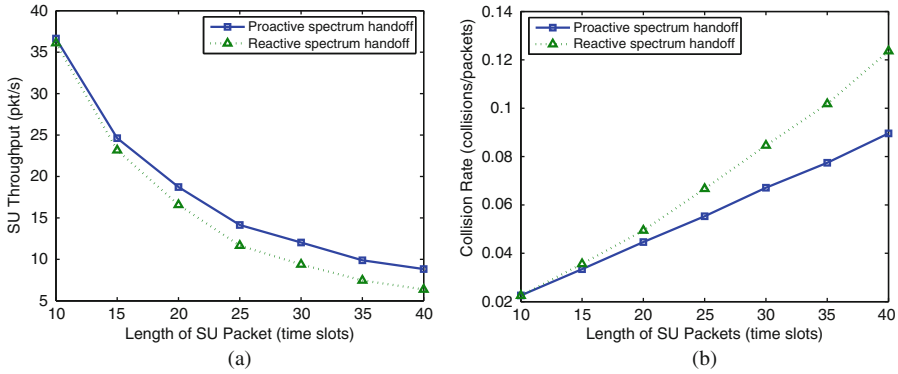 40
35
30
25
20
15
10
5
SU Throughput (pkt/s)
Proactive spectrum handoff
Reactive spectrum handoff
10 15 20 25 30 35 40
Length of SU Packet (time slots)
(a)
0.14
0.12
0.1
0.08
0.06
0.04
0.02
Collision Rate (collisions/packets)
Proactive spectrum handoff
Reactive spectrum handoff
10 15 20 25 30 35 40
Length of SU Packets (time slots)
(b)